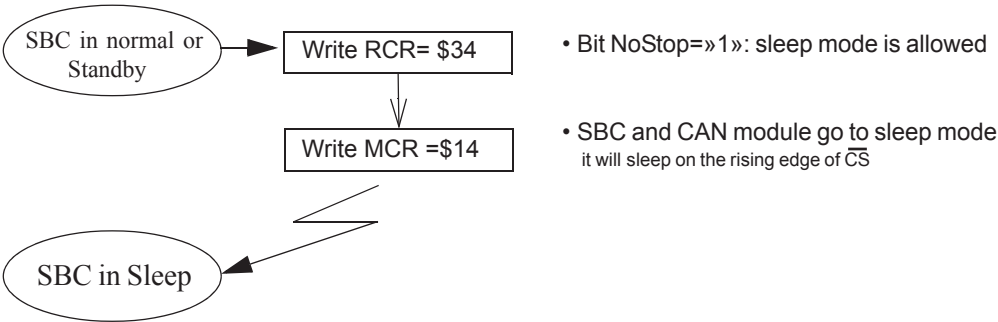 SBC in normal or
Standby
Write RCR= $34
• Bit NoStop=»1»: sleep mode is allowed
Write MCR =$14
• SBC and CAN module go to sleep mode
it will sleep on the rising edge of C̅S̅
SBC in Sleep